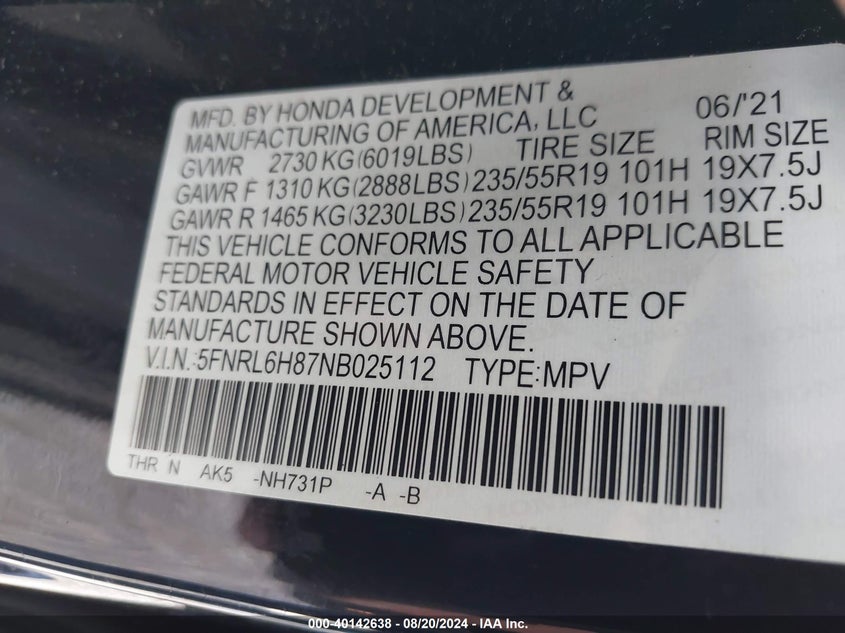 MFD. BY HONDA DEVELOPMENT & 06/'21
MANUFACTURING OF AMERICA, LLC
GVWR 2730 KG(6019LBS) TIRE SIZE RIM SIZE
GAWR F 1310 KG(2888LBS) 235/55R19 101H 19X7.5J
GAWR R 1465 KG(3230LBS) 235/55R19 101H 19X7.5J
THIS VEHICLE CONFORMS TO ALL APPLICABLE
FEDERAL MOTOR VEHICLE SAFETY
STANDARDS IN EFFECT ON THE DATE OF
MANUFACTURE SHOWN ABOVE.
V.I.N.:5FNRL6H87NB025112 TYPE:MPV
THR N AK5 -NH731P -A -B
000-40142638 - 08/20/2024 - IAA Inc.